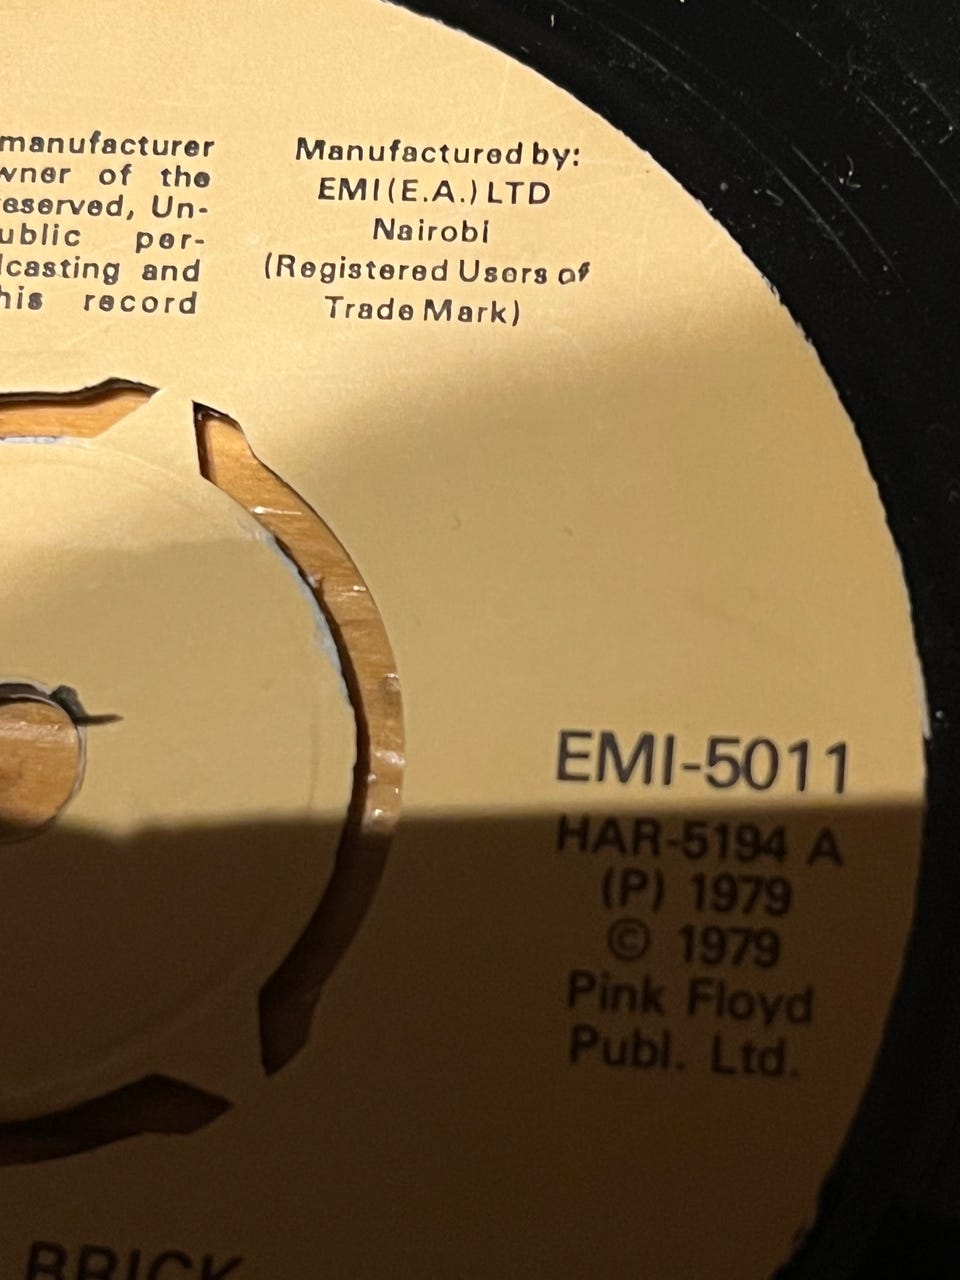 manufacturer
wner of the
eserved, Un-
ublic per-
dcasting and
his record
Manufactured by:
EMI (E.A.) LTD
Nairobi
(Registered Users of
Trade Mark)
EMI-5011
HAR-5194 A
(P) 1979
© 1979
Pink Floyd
Publ. Ltd.
BRICK